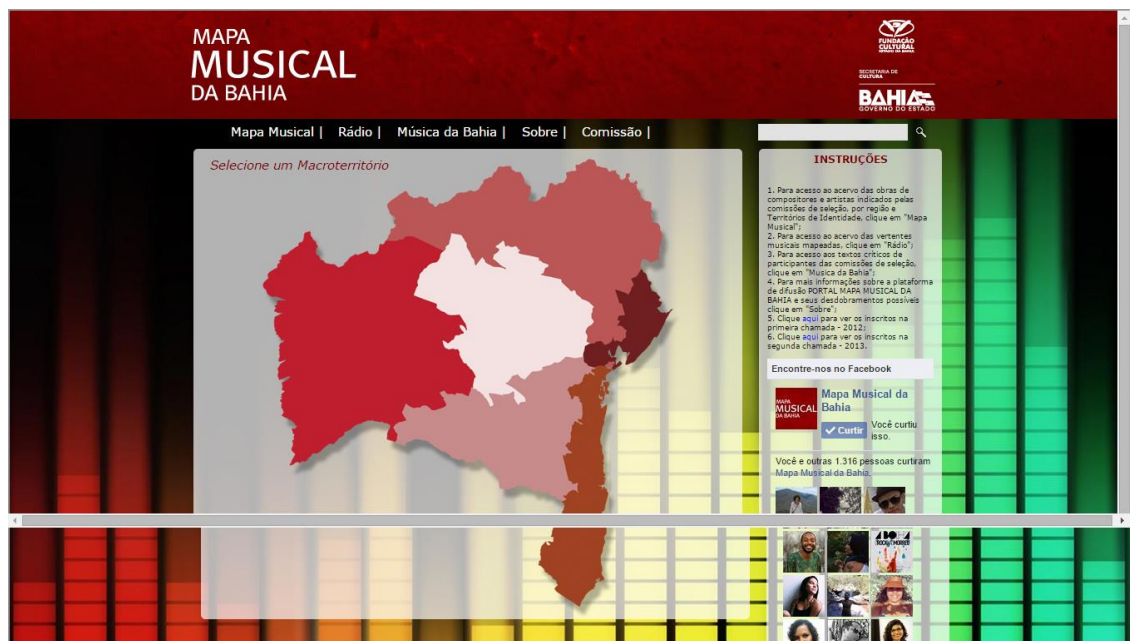 MAPA
MUSICAL
DA BAHIA
FUNDAÇÃO
CULTURAL
ESTADO DA BAHIA
SECRETARIA DE
CULTURA
BAHIA
GOVERNO DO ESTADO
Mapa Musical | Rádio | Música da Bahia | Sobre | Comissão |
Selecione um Macroterritório
INSTRUÇÕES
1. Para acesso ao acervo das obras de
compositores e artistas indicados pelas
comissões de seleção, por região e
Territórios de Identidade, clique em "Mapa
Musical";
2. Para acesso ao acervo das vertentes
musicais mapeadas, clique em "Rádio";
3. Para acesso aos textos críticos de
participantes das comissões de seleção,
clique em "Musica da Bahia";
4. Para mais informações sobre a plataforma
de difusão PORTAL MAPA MUSICAL DA
BAHIA e seus desdobramentos possíveis
clique em "Sobre";
5. Clique aqui para ver os inscritos na
primeira chamada - 2012;
6. Clique aqui para ver os inscritos na
segunda chamada - 2013.
Encontre-nos no Facebook
MAPA
MUSICAL
DA BAHIA
Mapa Musical da
Bahia
Curtir
Você curtiu
isso.
Você e outras 1.316 pessoas curtiram
Mapa Musical da Bahia.